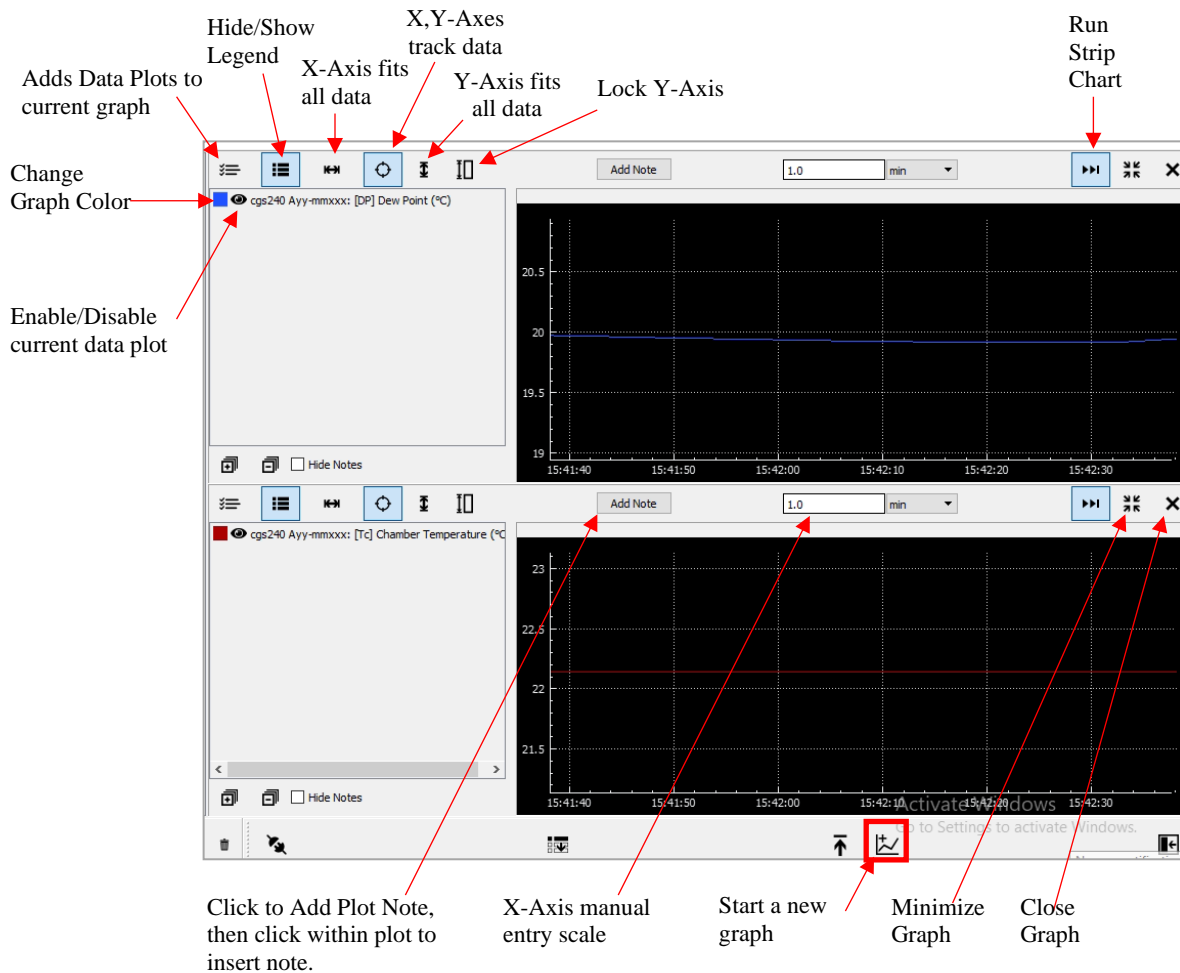 Hide/Show
Legend
X,Y-Axes
track data
Run
Strip
Chart
Adds Data Plots to
current graph
X-Axis fits
all data
Y-Axis fits
all data
Lock Y-Axis
Change
Graph Color
Enable/Disable
current data plot
Add Note
1.0
min
cgs240 Ayy-mmxxx: [DP] Dew Point (°C)
20.5
20
19.5
19
15:41:40
15:41:50
15:42:00
15:42:10
15:42:20
15:42:30
Hide Notes
Add Note
1.0
min
cgs240 Ayy-mmxxx: [Tc] Chamber Temperature (°C
23
22.5
22
21.5
15:41:40
15:41:50
15:42:00
15:42:10
15:42:20
15:42:30
Hide Notes
Activate Windows
Go to Settings to activate Windows.
Click to Add Plot Note,
then click within plot to
insert note.
X-Axis manual
entry scale
Start a new
graph
Minimize
Graph
Close
Graph